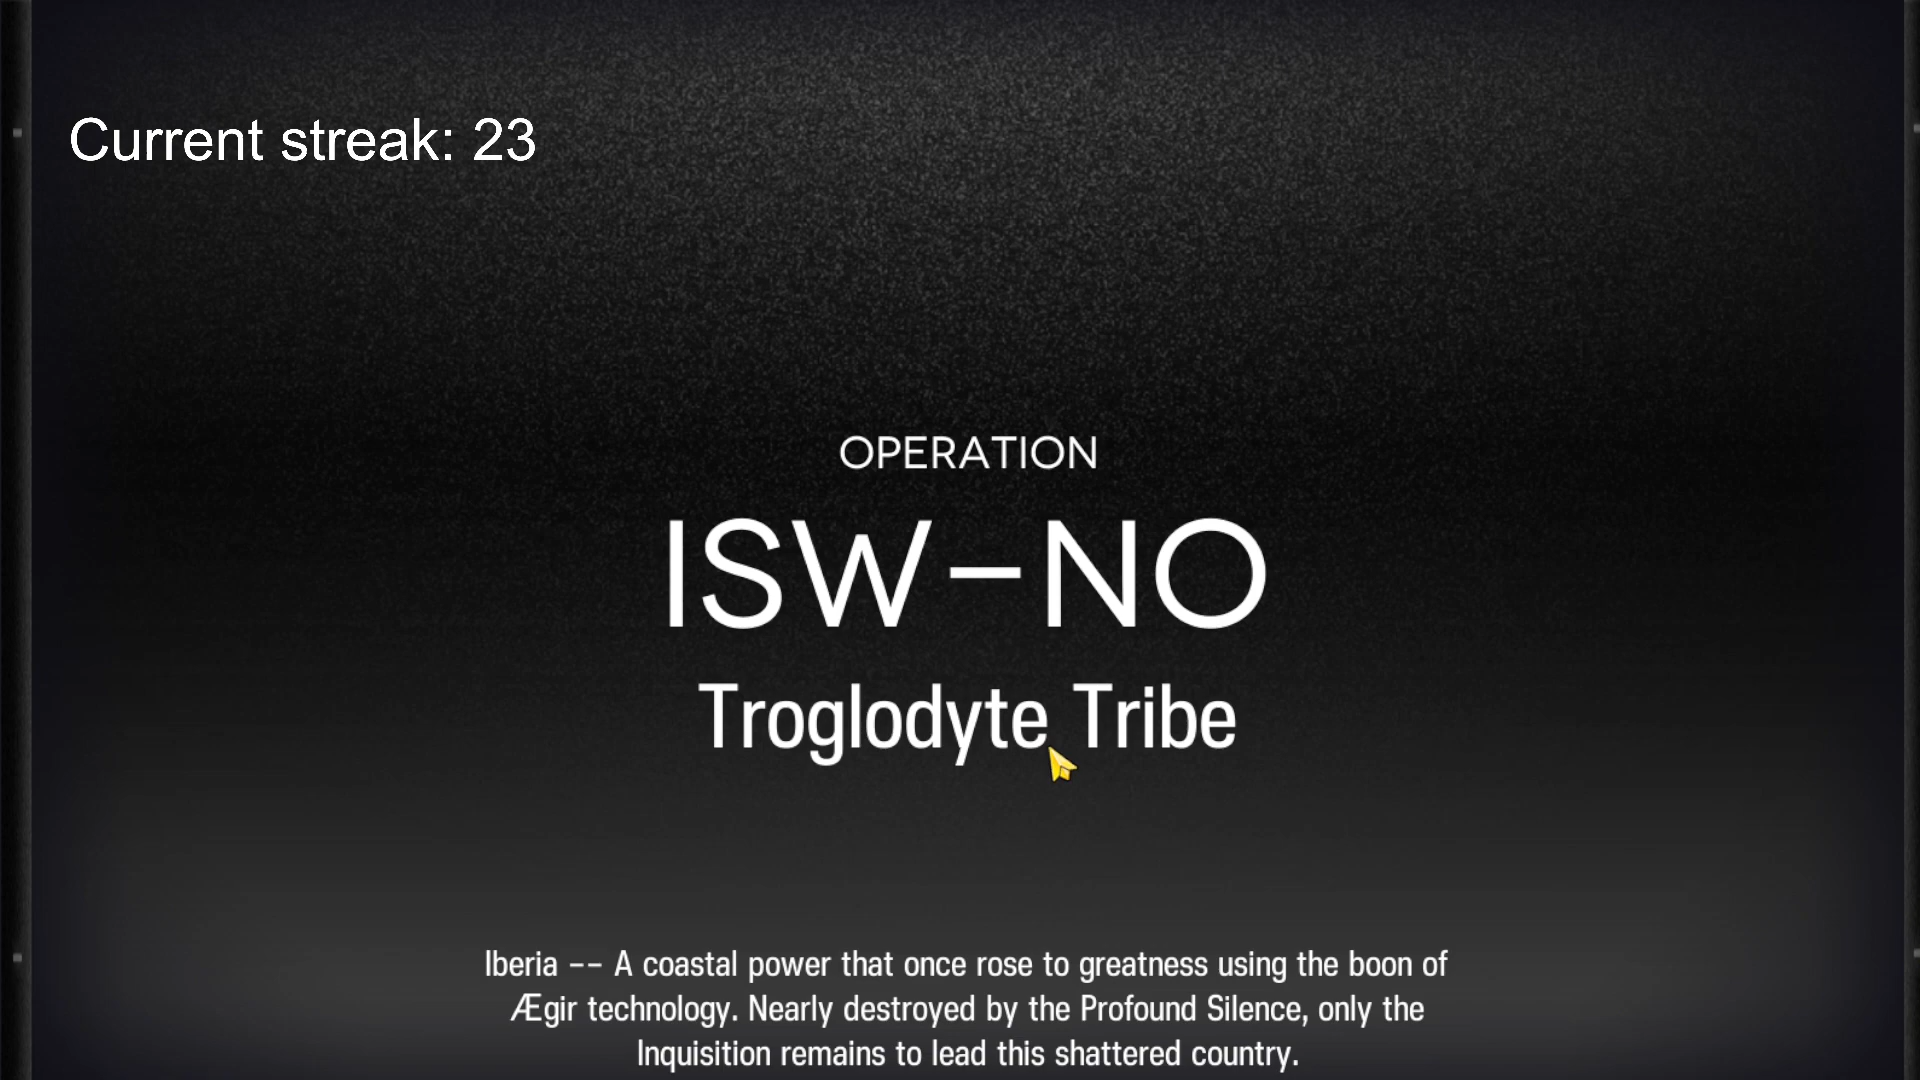 Current streak: 23
OPERATION
ISW-NO
Troglodyte Tribe
Iberia -- A coastal power that once rose to greatness using the boon of
Ægir technology. Nearly destroyed by the Profound Silence, only the
Inquisition remains to lead this shattered country.